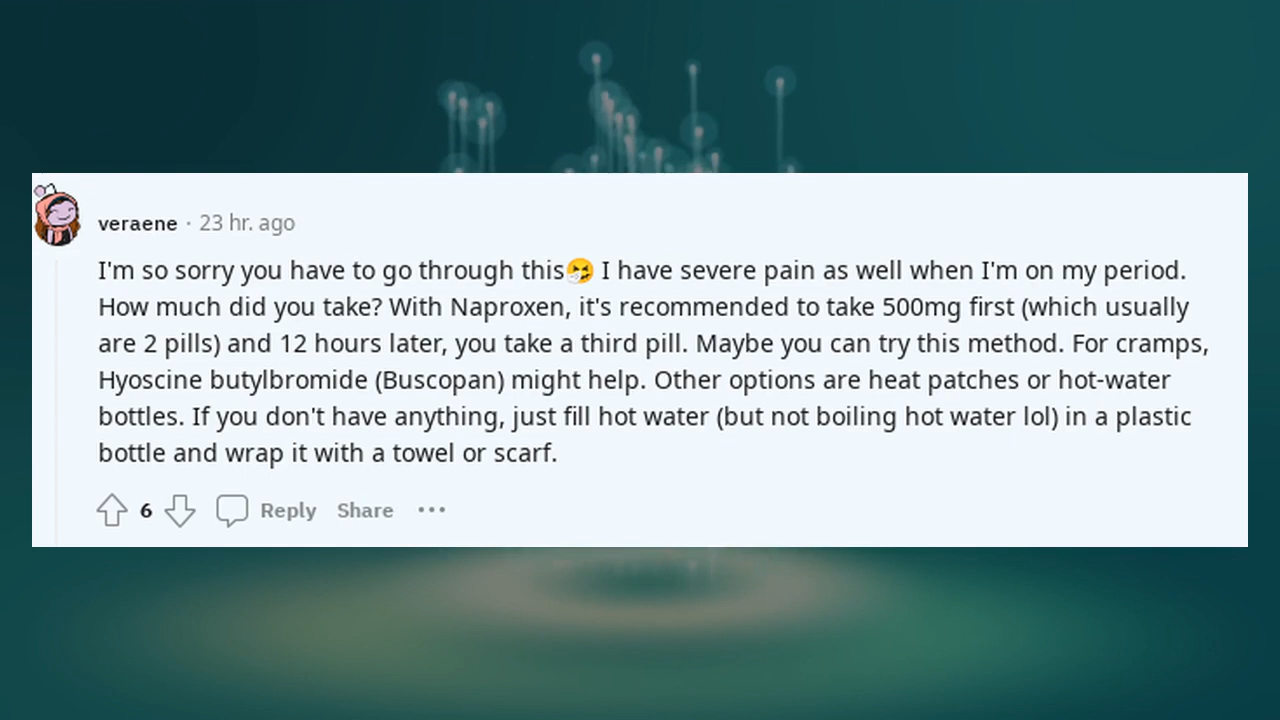 veraene · 23 hr. ago
I'm so sorry you have to go through this🤧 I have severe pain as well when I'm on my period.
How much did you take? With Naproxen, it's recommended to take 500mg first (which usually
are 2 pills) and 12 hours later, you take a third pill. Maybe you can try this method. For cramps,
Hyoscine butylbromide (Buscopan) might help. Other options are heat patches or hot-water
bottles. If you don't have anything, just fill hot water (but not boiling hot water lol) in a plastic
bottle and wrap it with a towel or scarf.
6 Reply Share ···